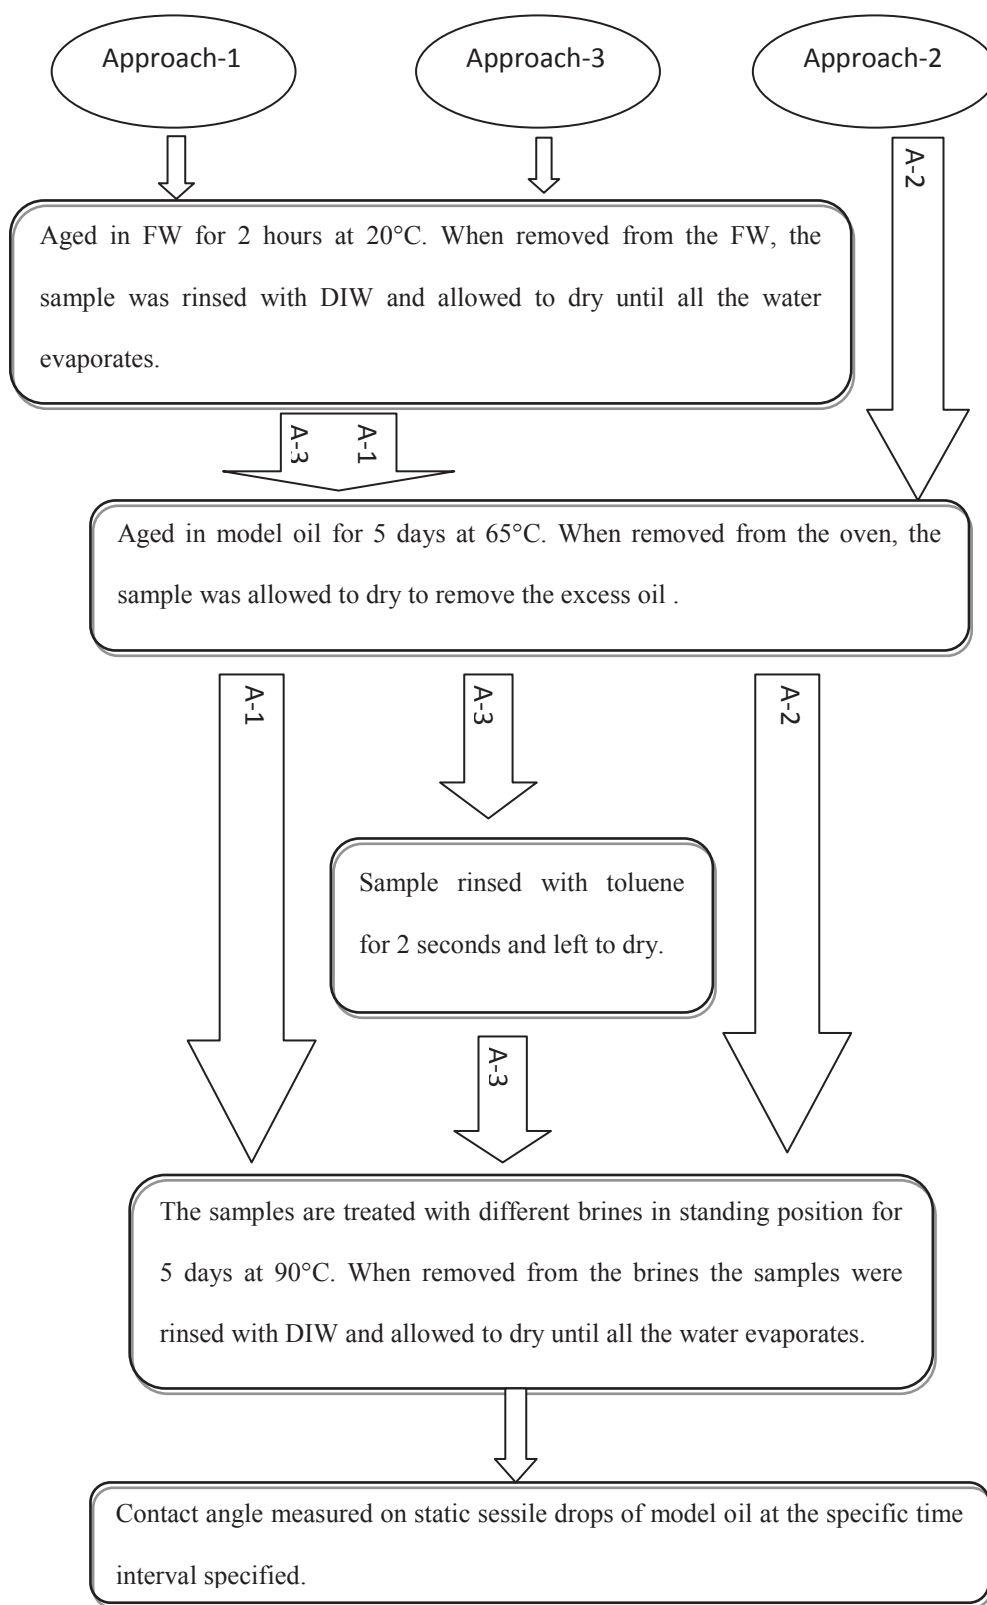 Approach-1
Approach-3
Approach-2
A-2
Aged in FW for 2 hours at 20°C. When removed from the FW, the
sample was rinsed with DIW and allowed to dry until all the water
evaporates.
A-3
A-1
Aged in model oil for 5 days at 65°C. When removed from the oven, the
sample was allowed to dry to remove the excess oil .
A-1
A-3
A-2
Sample rinsed with toluene
for 2 seconds and left to dry.
A-3
The samples are treated with different brines in standing position for
5 days at 90°C. When removed from the brines the samples were
rinsed with DIW and allowed to dry until all the water evaporates.
Contact angle measured on static sessile drops of model oil at the specific time
interval specified.